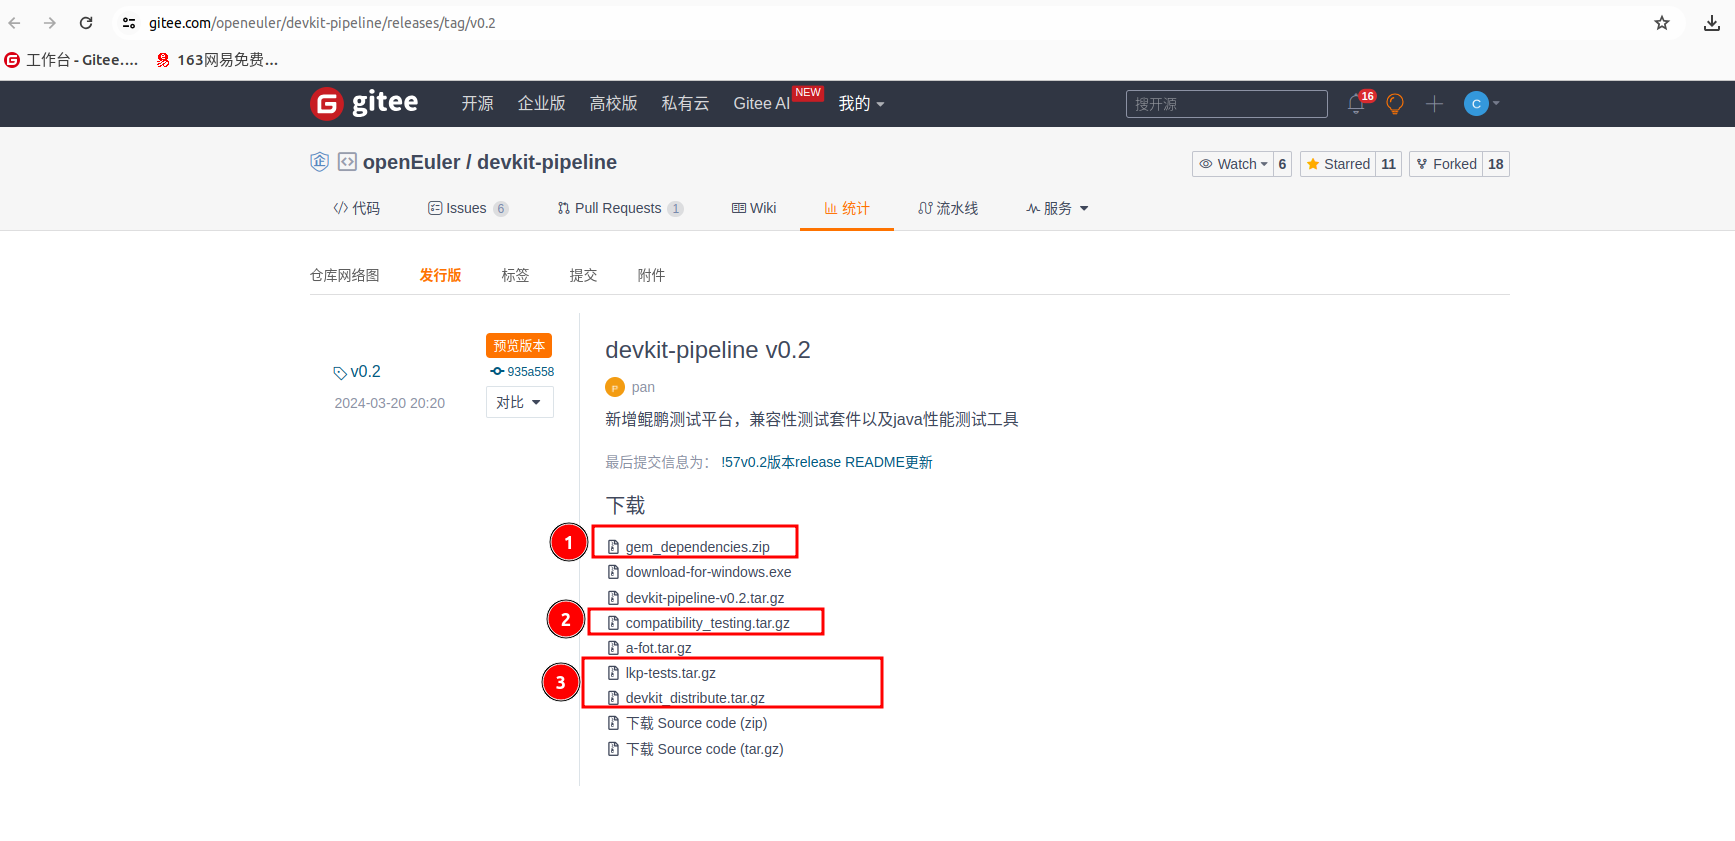 gitee.com/openeuler/devkit-pipeline/releases/tag/v0.2
工作台 - Gitee.... 163网易免费...
gitee 开源 企业版 高校版 私有云 Gitee AI NEW 我的 搜开源 16 C
企 openEuler / devkit-pipeline Watch 6 Starred 11 Forked 18
代码 Issues 6 Pull Requests 1 Wiki 统计 流水线 服务
仓库网络图 发行版 标签 提交 附件
预览版本
v0.2 935a558
2024-03-20 20:20 对比
devkit-pipeline v0.2
P pan
新增鲲鹏测试平台，兼容性测试套件以及java性能测试工具
最后提交信息为： !57v0.2版本release README更新
下载
1 gem_dependencies.zip
download-for-windows.exe
devkit-pipeline-v0.2.tar.gz
2 compatibility_testing.tar.gz
a-fot.tar.gz
3 lkp-tests.tar.gz
devkit_distribute.tar.gz
下载 Source code (zip)
下载 Source code (tar.gz)